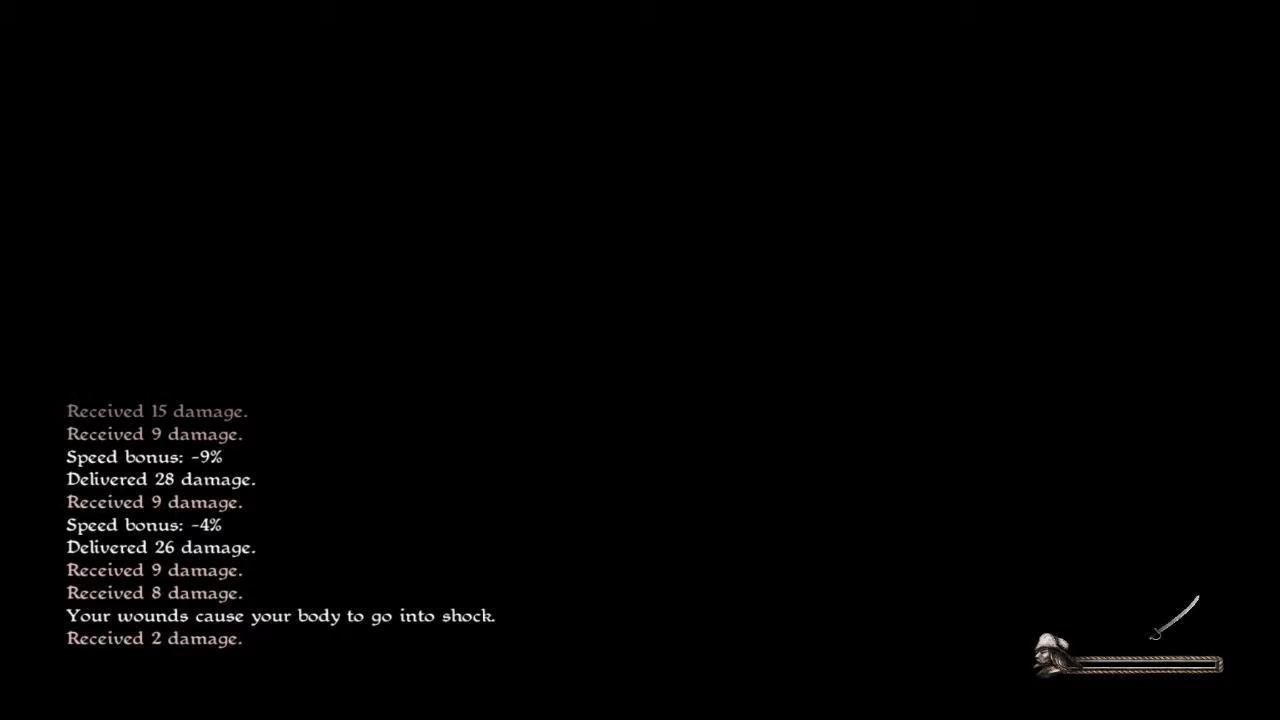 Received 15 damage.
Received 9 damage.
Speed bonus: -9%
Delivered 28 damage.
Received 9 damage.
Speed bonus: -4%
Delivered 26 damage.
Received 9 damage.
Received 8 damage.
Your wounds cause your body to go into shock.
Received 2 damage.